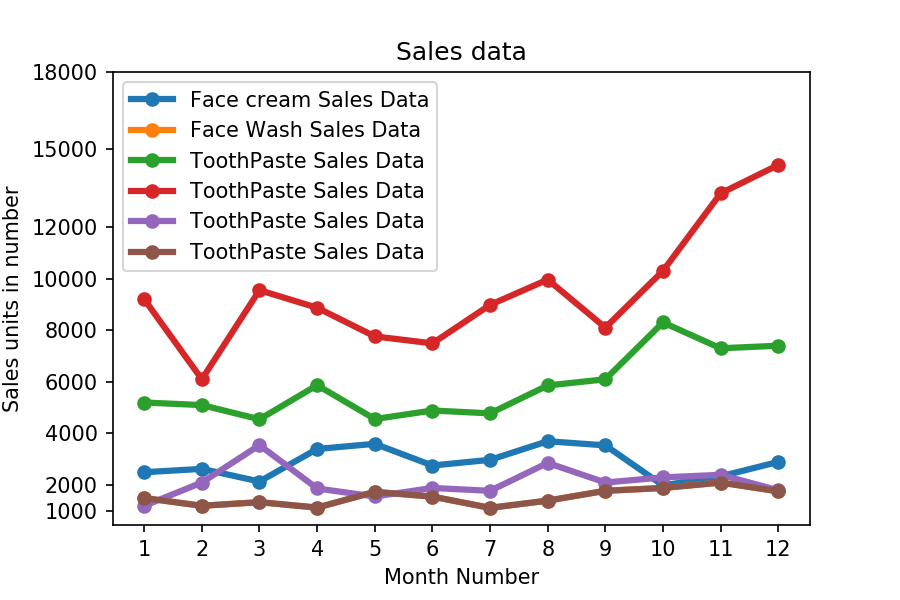 Sales data
18000
15000
12000
10000
8000
6000
4000
2000
1000
Sales units in number
Face cream Sales Data
Face Wash Sales Data
ToothPaste Sales Data
ToothPaste Sales Data
ToothPaste Sales Data
ToothPaste Sales Data
1 2 3 4 5 6 7 8 9 10 11 12
Month Number